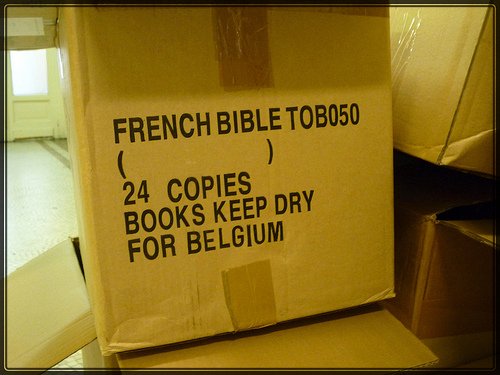 FRENCH BIBLE TOB050
( )
24 COPIES
BOOKS KEEP DRY
FOR BELGIUM